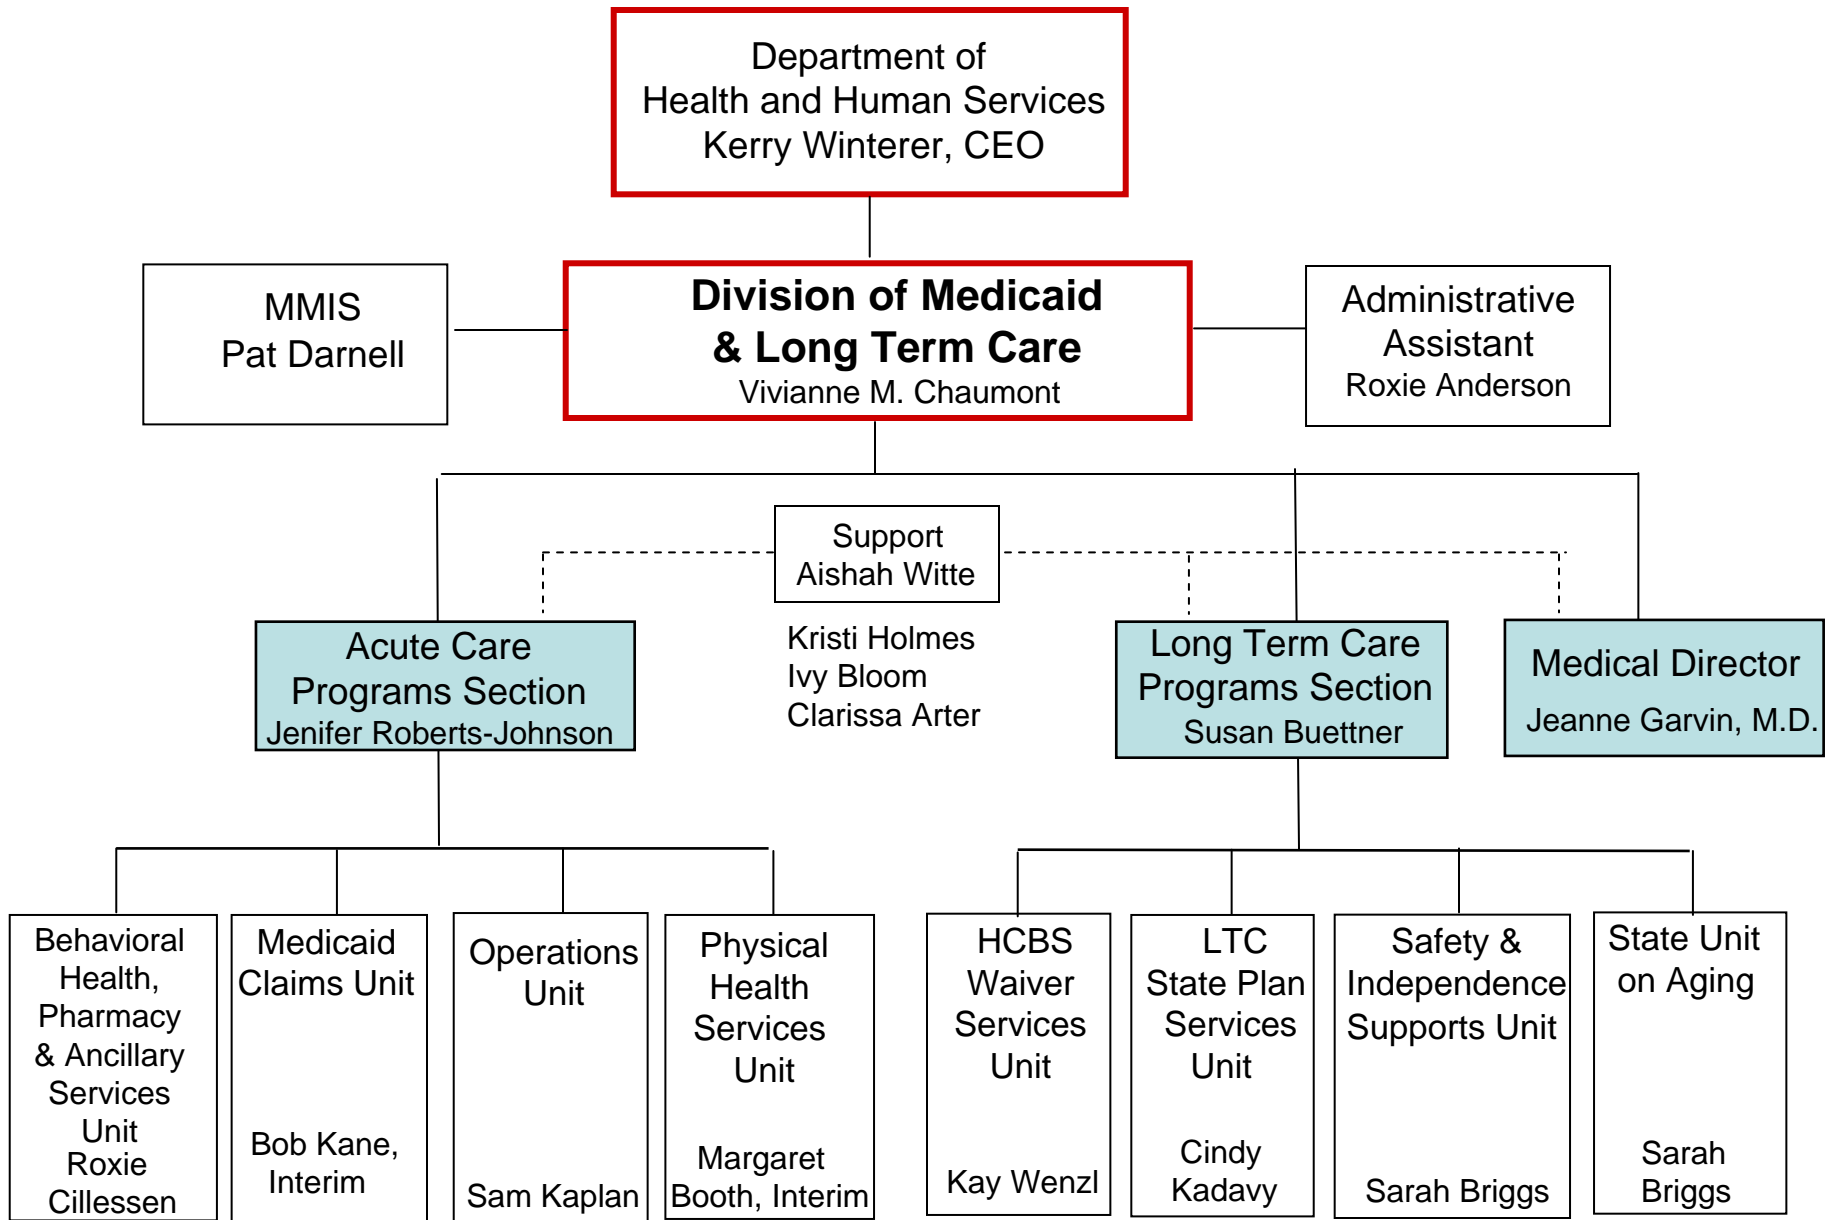 Department of
Health and Human Services
Kerry Winterer, CEO
MMIS
Pat Darnell
Division of Medicaid
& Long Term Care
Vivianne M. Chaumont
Administrative
Assistant
Roxie Anderson
Support
Aishah Witte
Kristi Holmes
Ivy Bloom
Clarissa Arter
Acute Care
Programs Section
Jenifer Roberts-Johnson
Long Term Care
Programs Section
Susan Buettner
Medical Director
Jeanne Garvin, M.D.
Behavioral
Health,
Pharmacy
& Ancillary
Services
Unit
Roxie
Cillessen
Medicaid
Claims Unit
Bob Kane,
Interim
Operations
Unit
Sam Kaplan
Physical
Health
Services
Unit
Margaret
Booth, Interim
HCBS
Waiver
Services
Unit
Kay Wenzl
LTC
State Plan
Services
Unit
Cindy
Kadavy
Safety &
Independence
Supports Unit
Sarah Briggs
State Unit
on Aging
Sarah
Briggs